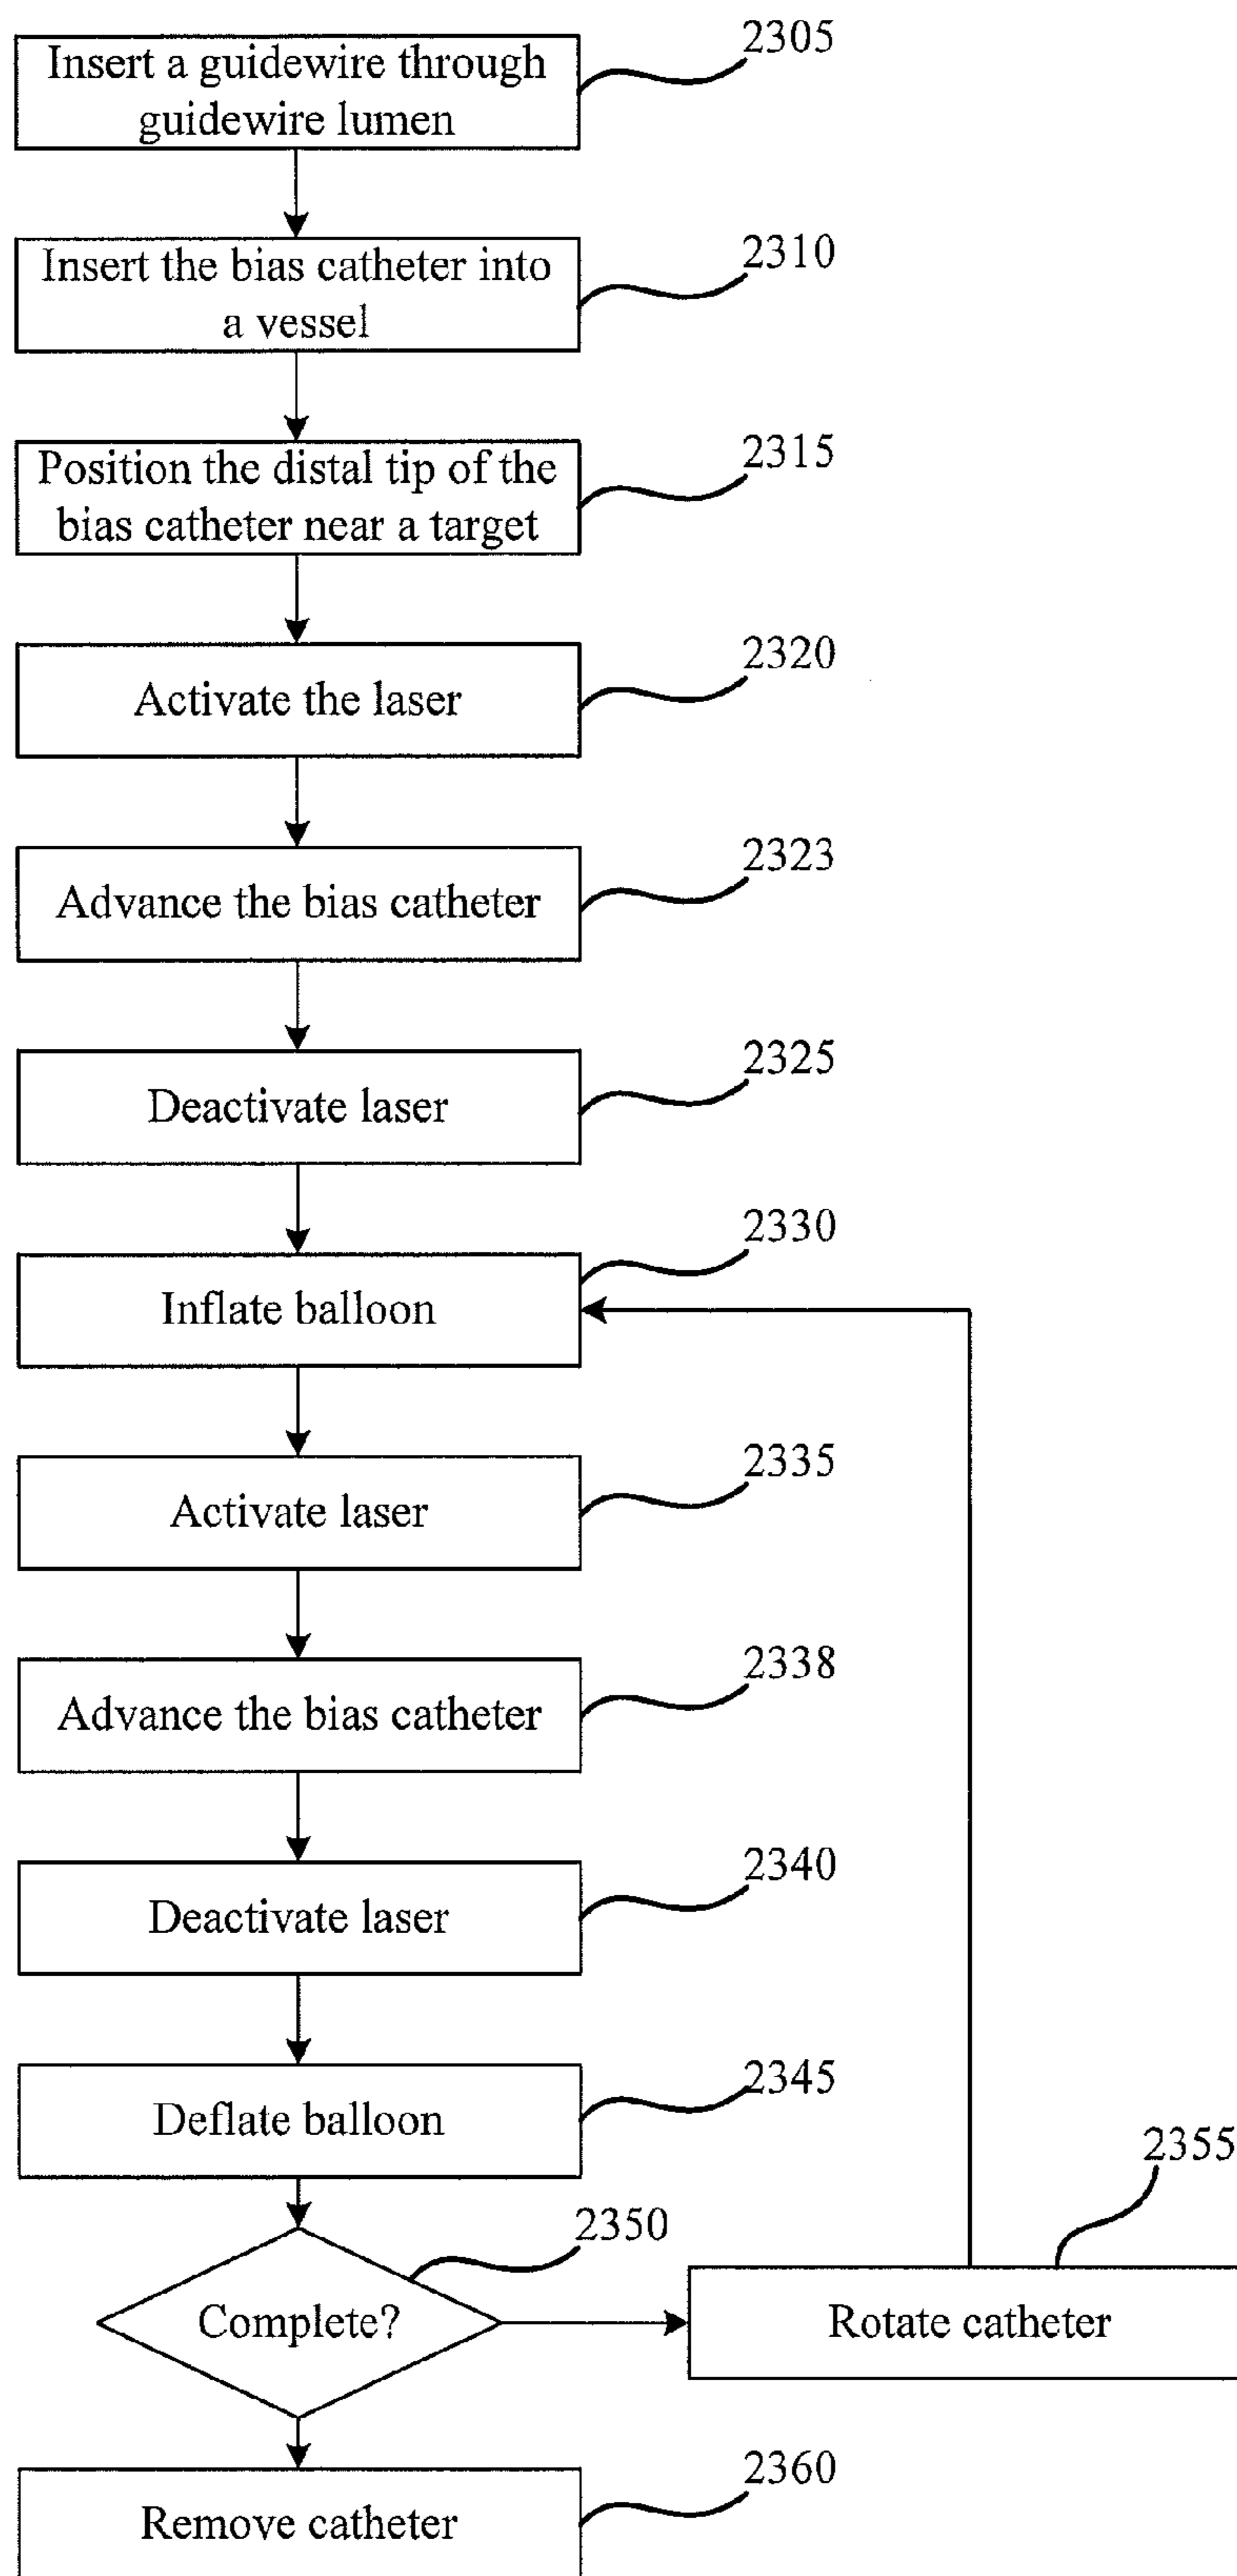 2305
Insert a guidewire through
guidewire lumen
2310
Insert the bias catheter into
a vessel
2315
Position the distal tip of the
bias catheter near a target
2320
Activate the laser
2323
Advance the bias catheter
2325
Deactivate laser
2330
Inflate balloon
2335
Activate laser
2338
Advance the bias catheter
2340
Deactivate laser
2345
Deflate balloon
2355
2350
Complete?
Rotate catheter
2360
Remove catheter